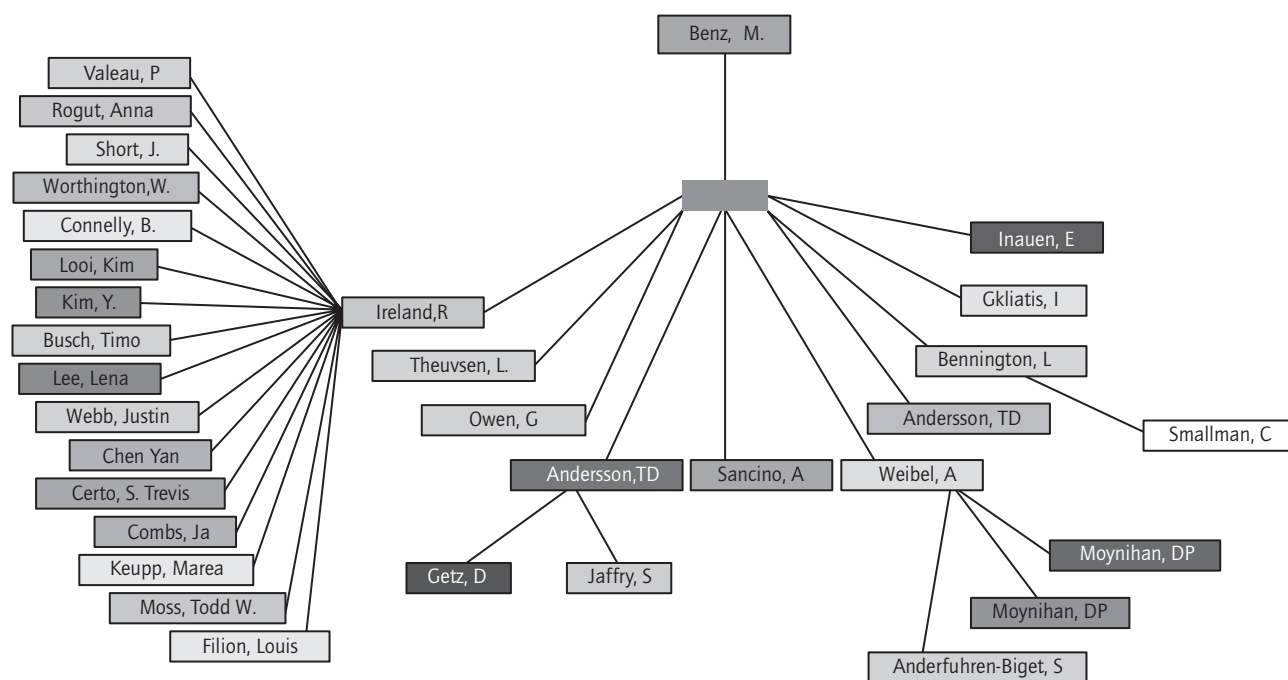 Benz, M.
Valeau, P
Rogut, Anna
Short, J.
Worthington,W.
Connelly, B.
Looi, Kim
Kim, Y.
Busch, Timo
Lee, Lena
Webb, Justin
Chen Yan
Certo, S. Trevis
Combs, Ja
Keupp, Marea
Moss, Todd W.
Filion, Louis
Ireland,R
Theuvsen, L.
Owen, G
Andersson,TD
Getz, D
Jaffry, S
Sancino, A
Weibel, A
Moynihan, DP
Moynihan, DP
Anderfuhren-Biget, S
Andersson, TD
Bennington, L
Smallman, C
Gkliatis, I
Inauen, E